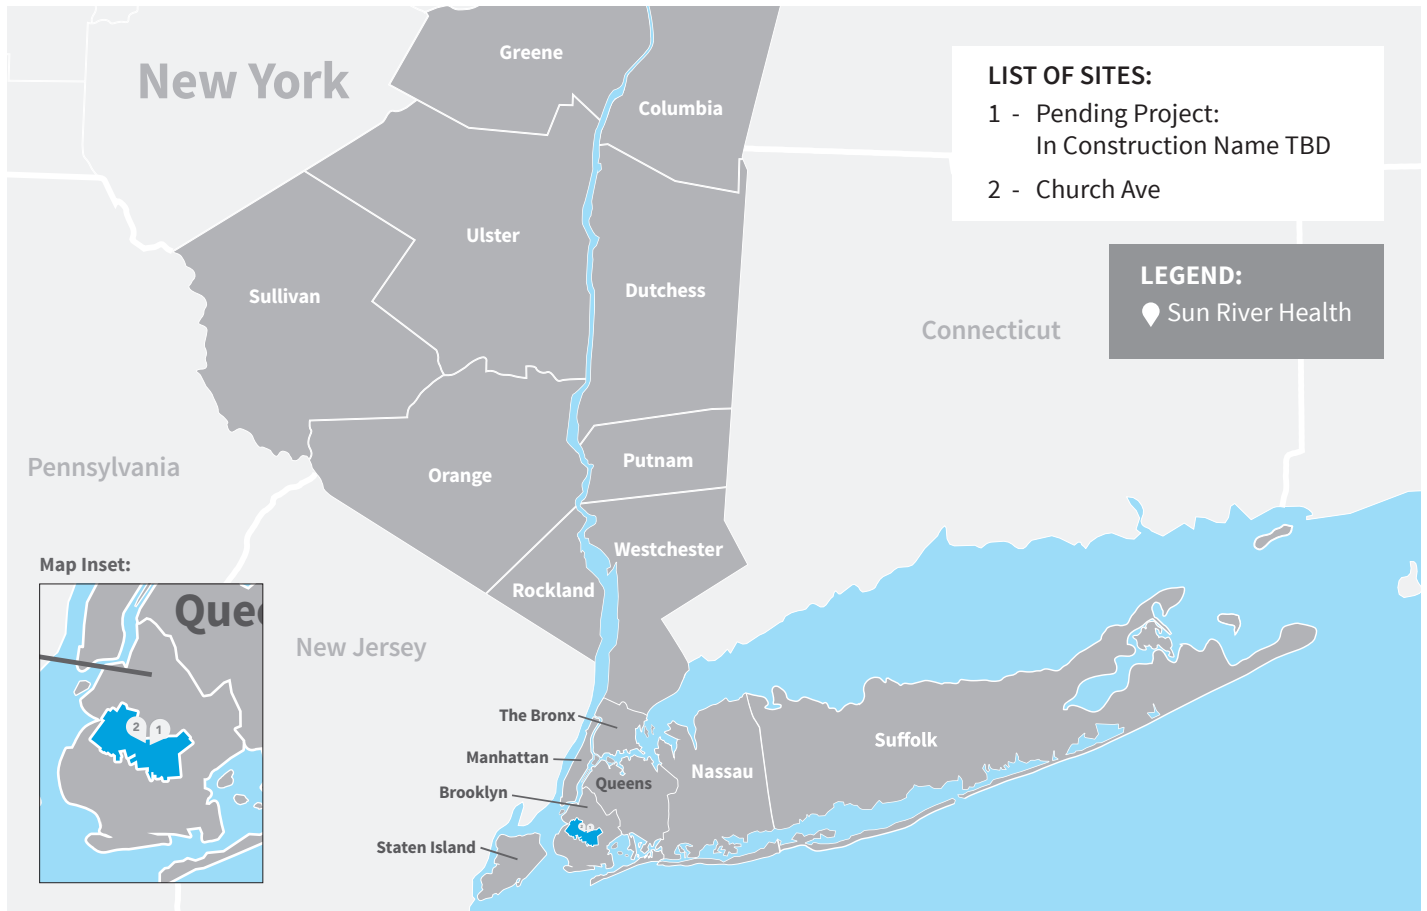 New York
Greene
Columbia
LIST OF SITES:
1 - Pending Project:
In Construction Name TBD
2 - Church Ave
Ulster
Sullivan
Dutchess
LEGEND:
Sun River Health
Connecticut
Pennsylvania
Orange
Putnam
Westchester
Rockland
Map Inset:
Quee
2 1
New Jersey
The Bronx
Manhattan
Brooklyn
Staten Island
Queens
Nassau
Suffolk